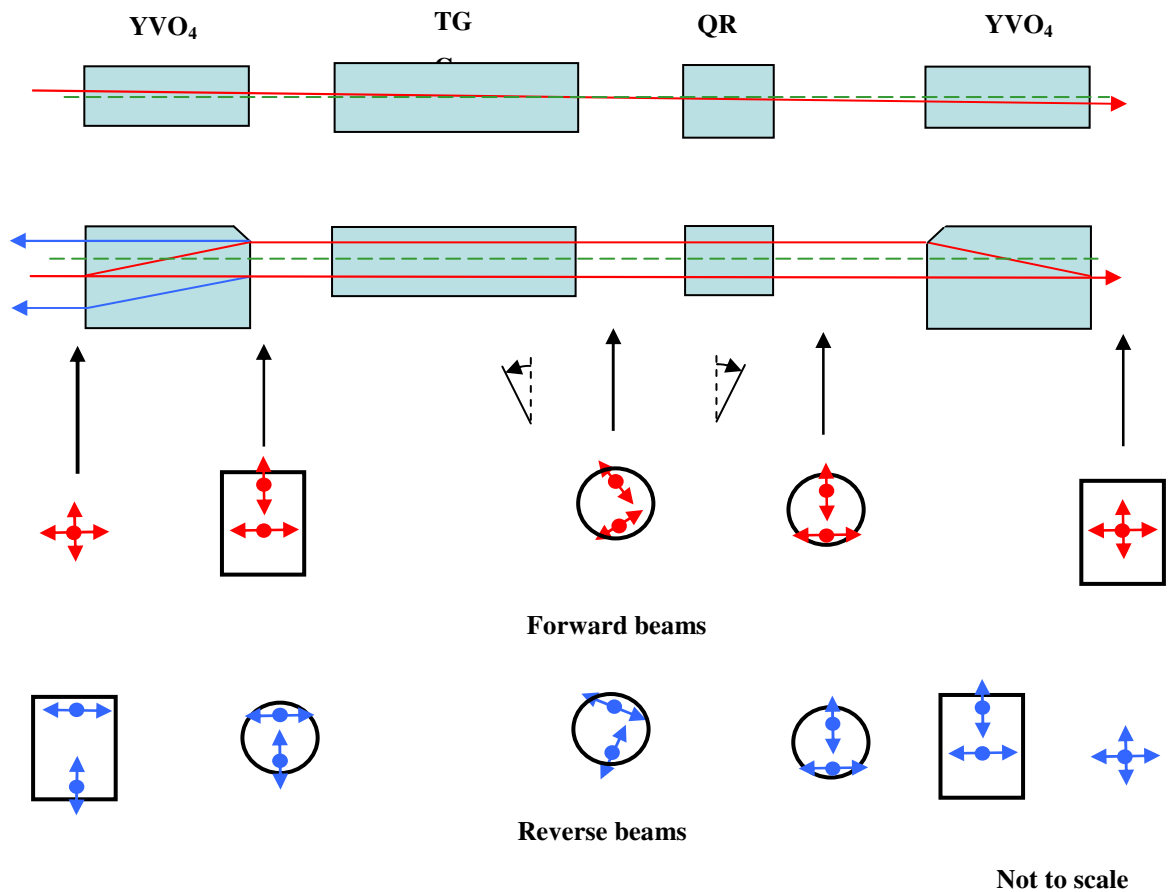 YVO₄
TG
QR
YVO₄
Forward beams
Reverse beams
Not to scale